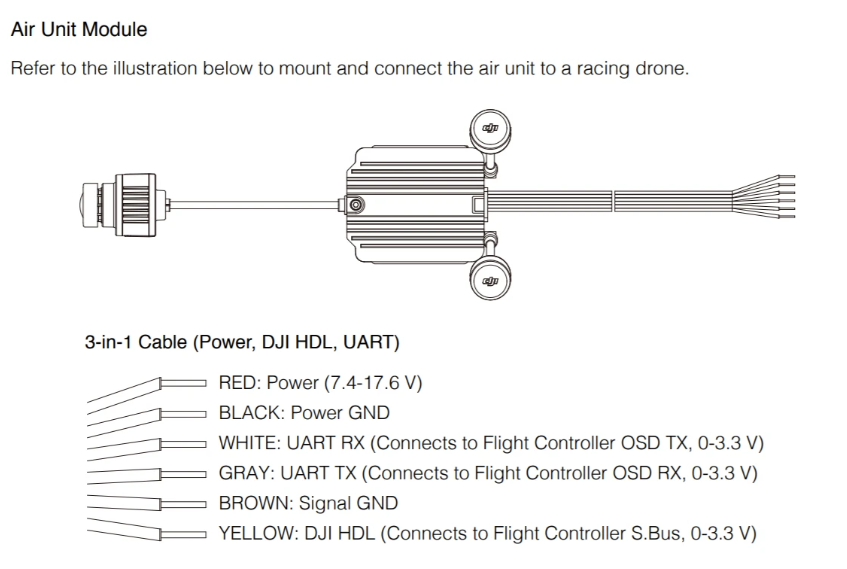 Air Unit Module
Refer to the illustration below to mount and connect the air unit to a racing drone.
dji
dji
3-in-1 Cable (Power, DJI HDL, UART)
RED: Power (7.4-17.6 V)
BLACK: Power GND
WHITE: UART RX (Connects to Flight Controller OSD TX, 0-3.3 V)
GRAY: UART TX (Connects to Flight Controller OSD RX, 0-3.3 V)
BROWN: Signal GND
YELLOW: DJI HDL (Connects to Flight Controller S.Bus, 0-3.3 V)